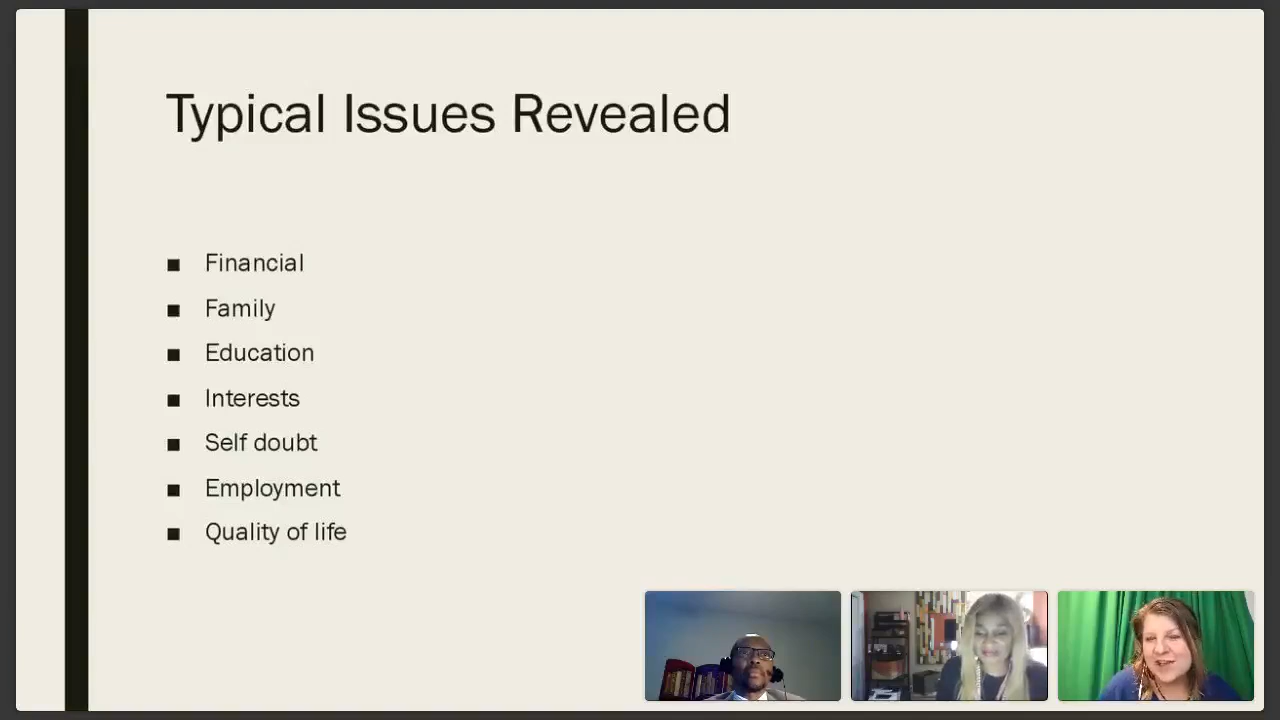 Typical Issues Revealed
■ Financial
■ Family
■ Education
■ Interests
■ Self doubt
■ Employment
■ Quality of life